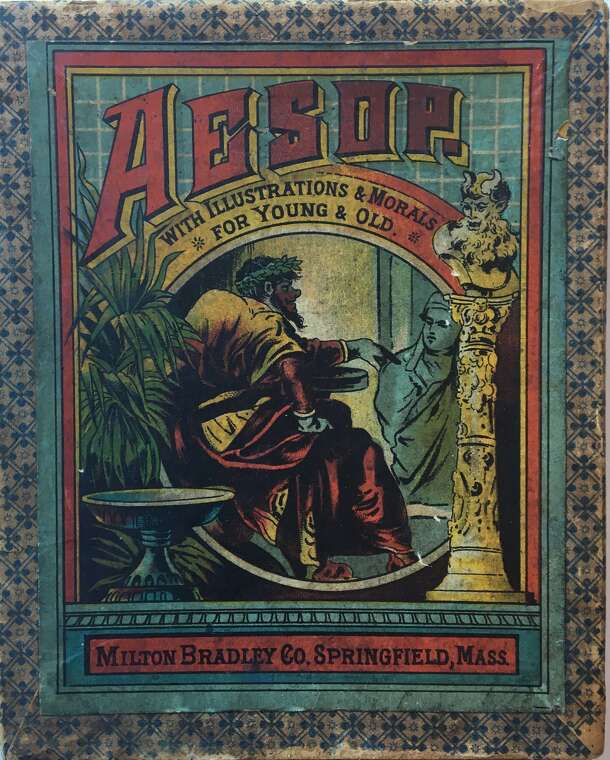 AESOP.
WITH ILLUSTRATIONS & MORALS
FOR YOUNG & OLD.
MILTON BRADLEY CO. SPRINGFIELD, MASS.